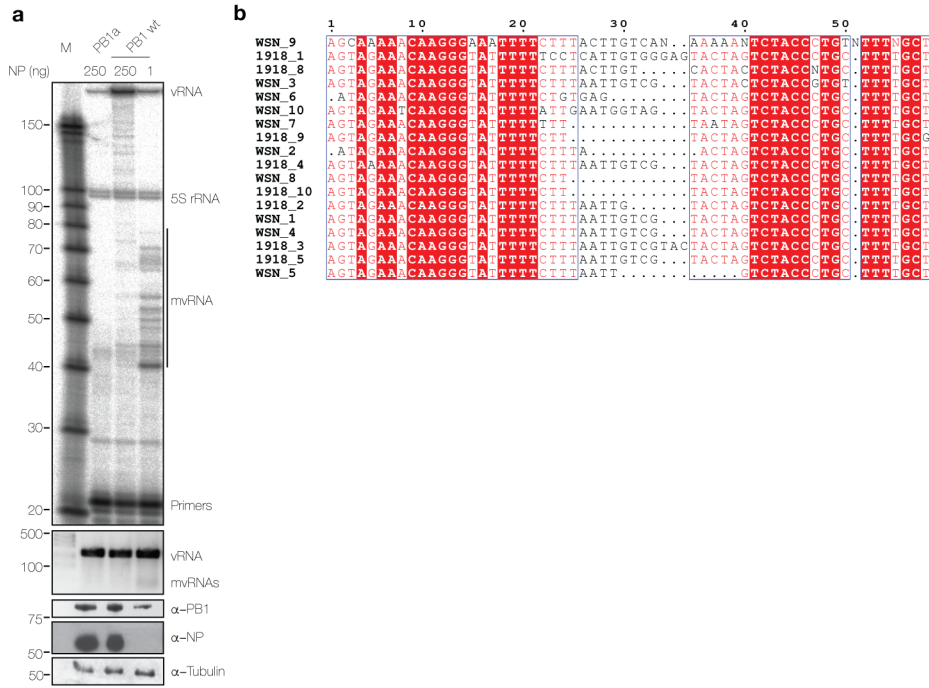 a
M
PB1a
PB1 wt
NP (ng)
250
250
1
vRNA
150
100
5S rRNA
90
80
70
60
mvRNA
50
40
30
Primers
20
500
vRNA
100
mvRNAs
α-PB1
75
α-NP
50
α-Tubulin
50
b
1 10 20 30 40 50
WSN_9 AGCAAAAACAAGGGAAATTTTCTTTACTTGTCAN..AAAAANTCTACCCTGTNTTTNGCT
1918_1 AGTAGAAACAAGGGTATTTTTTCCTCATTGTGGGAGTACTAGTCTACCCTGC.TTTTGCT
1918_8 AGTAGAAACAAGGGTATTTTTCTTTACTTGT.....CACTACTCTACCNTGC.TTTTGCT
WSN_3 AGTAGAAACAAGGGTATTTTTCTTTAATTGTCG...TACTAGTCTACCGTGT.TTTTGCT
WSN_6 .ATAGAAACAAGGGTATTTTTCTGTGAG........TACTAGTCTACCCTGC.TTTTGCT
WSN_10 AGTAGAATCAAGGGTATTTTTATTGAATGGTAG...TACTAGTCTACCCTGC.TTTTGCT
WSN_7 AGTAGAAACAAGGGTATTTTTCTT............TAATAGTCTACCCTGC.TTTTGCT
1918_9 AGTAGAAACAAGGGTATTTTTCTT............TACTAGTCTACCCTGC.TTTTGCG
WSN_2 .ATAGAAACAAGGGTATTTTTCTTTA..........TACTAGTCTACCCTGC.TTTTGCT
1918_4 AGTAAAAACAAGGGTATTTTTCTTTAATTGTCG...TACTAGTCTACCCTGC.TTTTGCT
WSN_8 AGTAGAAACAAGGGTATTTTTCTT............TACTAGTCTACCCTGC.TTTTGCT
1918_10 AGTAGAAACAAGGGTATTTTTCTT............TACTAGTCTACCCTGC.TTTTGCT
1918_2 AGTAGAAACAAGGGTATTTTTCTTTAATTG......TACTAGTCTACCCTGC.TTTTGCT
WSN_1 AGTAGAAACAAGGGTATTTTTCTTTAATTGTCG...TACTAGTCTACCCTGC.TTTTGCT
WSN_4 AGTAGAAACAAGGGTATTTTTCTTTAATTGTCG...TACTAGTCTACCCTGC.TTTTGCT
1918_3 AGTAGAAACAAGGGTATTTTTCTTTAATTGTCGTACTACTAGTCTACCCTGC.TTTTGCT
1918_5 AGTAGAAACAAGGGTATTTTTCTTTAATTGTCG...TACTAGTCTACCCTGC.TTTTGCT
WSN_5 AGTAGAAACAAGGGTATTTTTCTTTAATT............GTCTACCCTGC.TTTTGCT